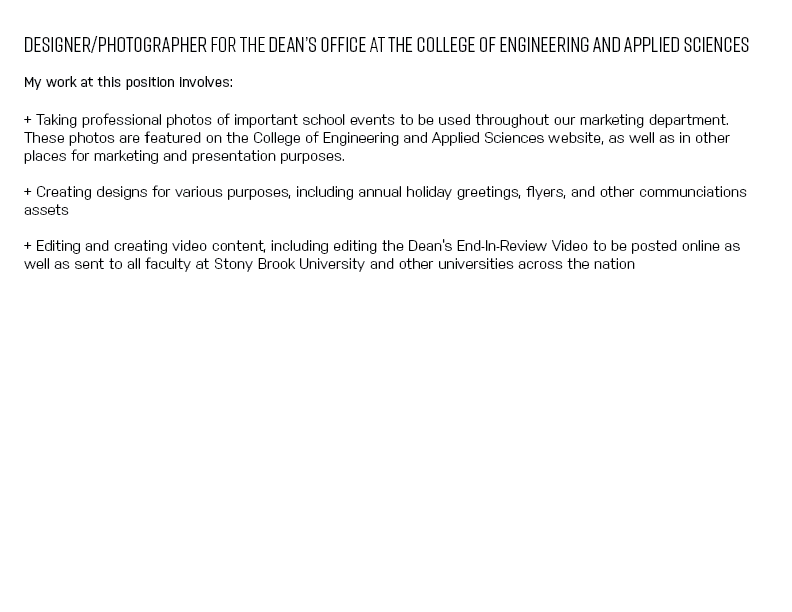 DESIGNER/PHOTOGRAPHER FOR THE DEAN'S OFFICE AT THE COLLEGE OF ENGINEERING AND APPLIED SCIENCES
My work at this position involves:
+ Taking professional photos of important school events to be used throughout our marketing department.
These photos are featured on the College of Engineering and Applied Sciences website, as well as in other
places for marketing and presentation purposes.
+ Creating designs for various purposes, including annual holiday greetings, flyers, and other communciations
assets
+ Editing and creating video content, including editing the Dean's End-In-Review Video to be posted online as
well as sent to all faculty at Stony Brook University and other universities across the nation